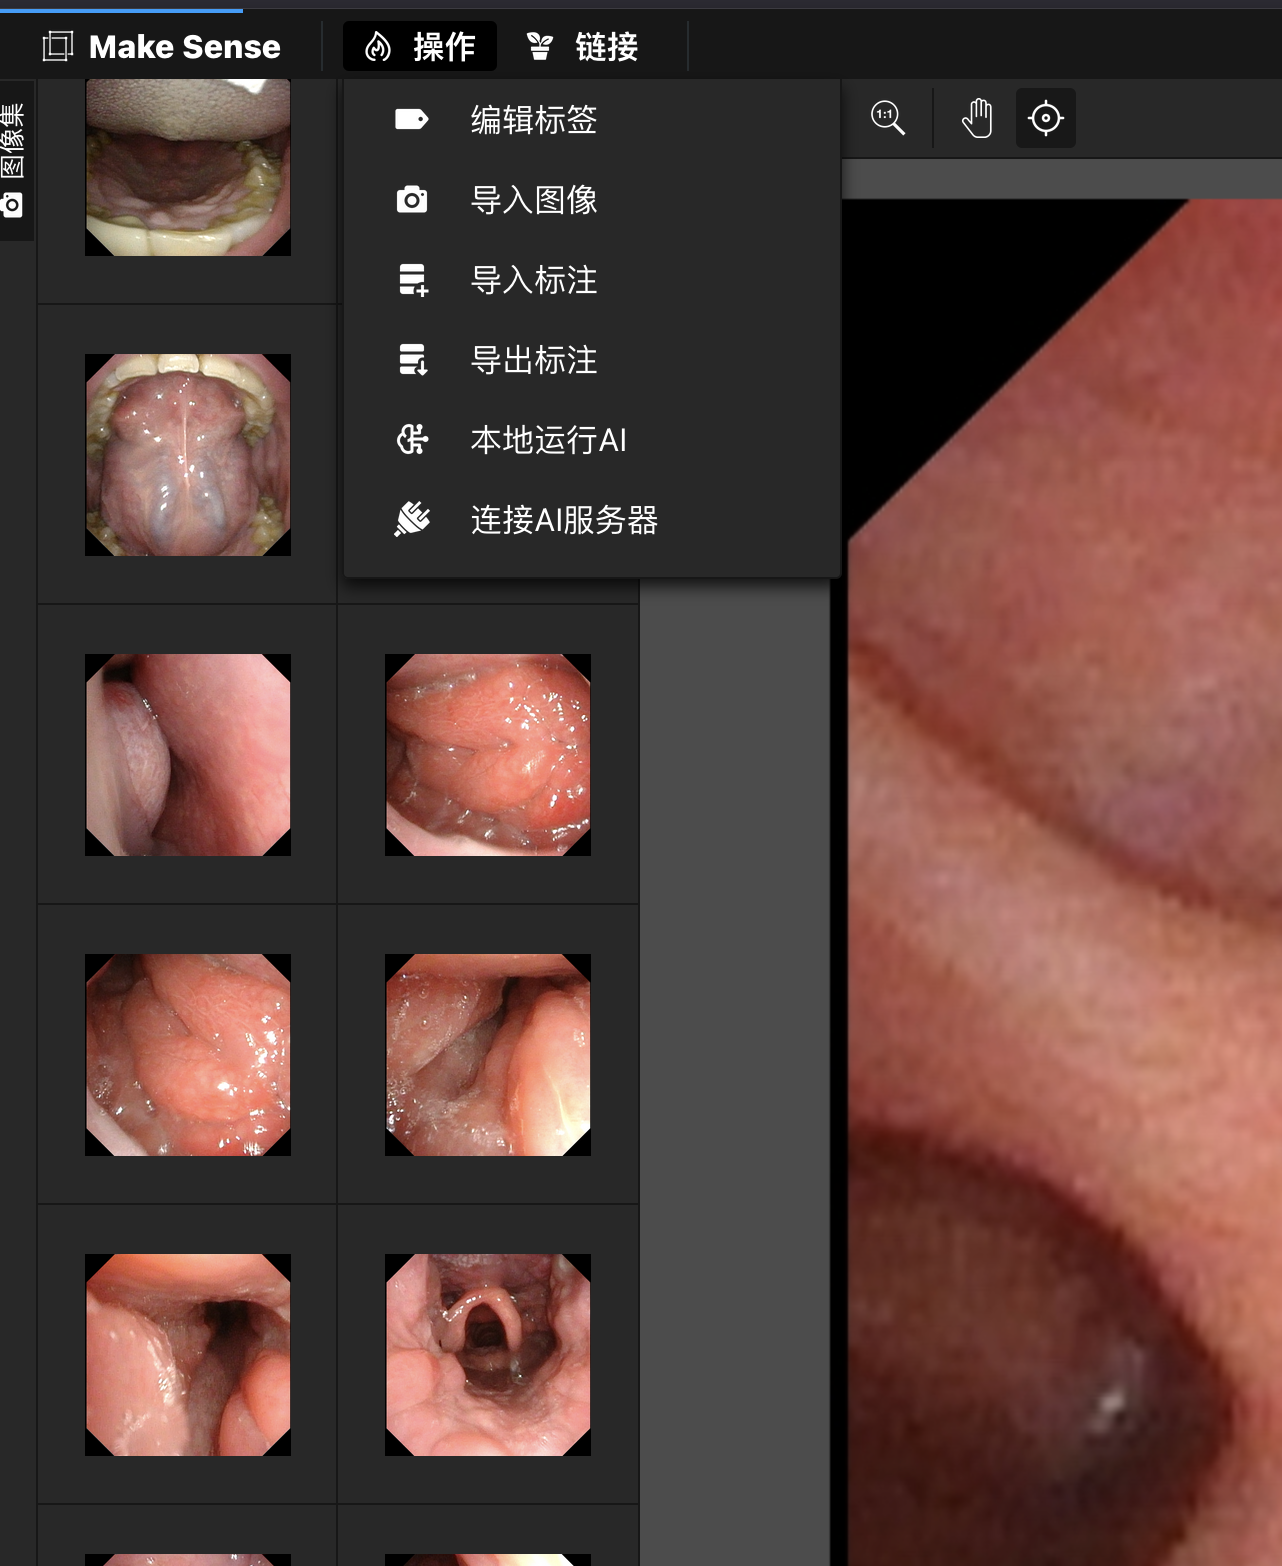 Make Sense
操作
链接
图像集
编辑标签
导入图像
导入标注
导出标注
本地运行AI
连接AI服务器
1:1